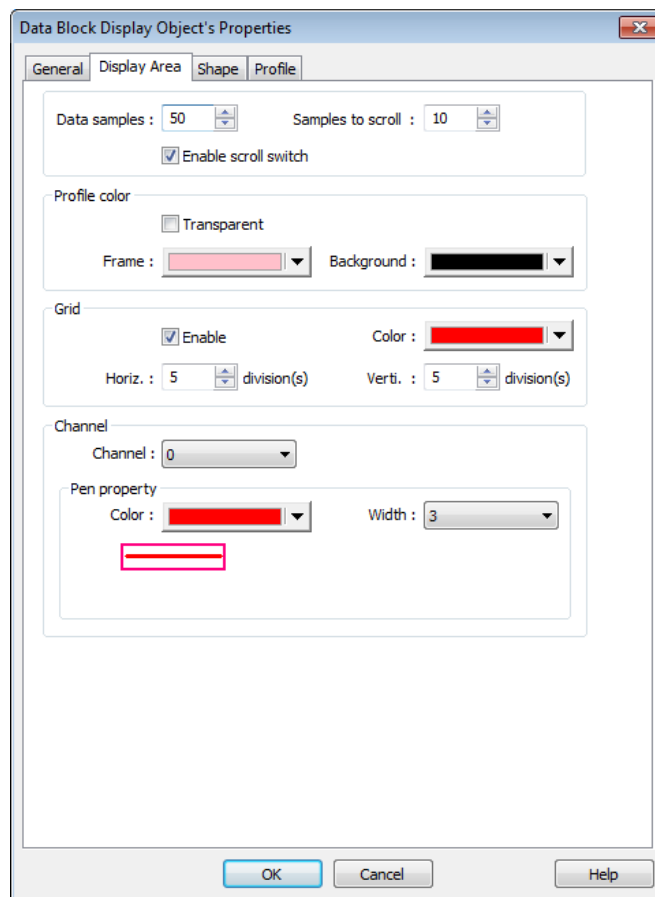 Data Block Display Object's Properties
General Display Area Shape Profile
Data samples : 50 Samples to scroll : 10
Enable scroll switch
Profile color
Transparent
Frame : Background :
Grid
Enable Color :
Horiz. : 5 division(s) Verti. : 5 division(s)
Channel
Channel : 0
Pen property
Color : Width : 3
OK Cancel Help